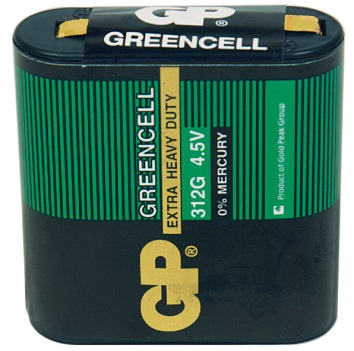 GP®
GREENCELL
GREENCELL
EXTRA HEAVY DUTY
312G 4.5V
0% MERCURY
Product of Gold Peak Group
GP®